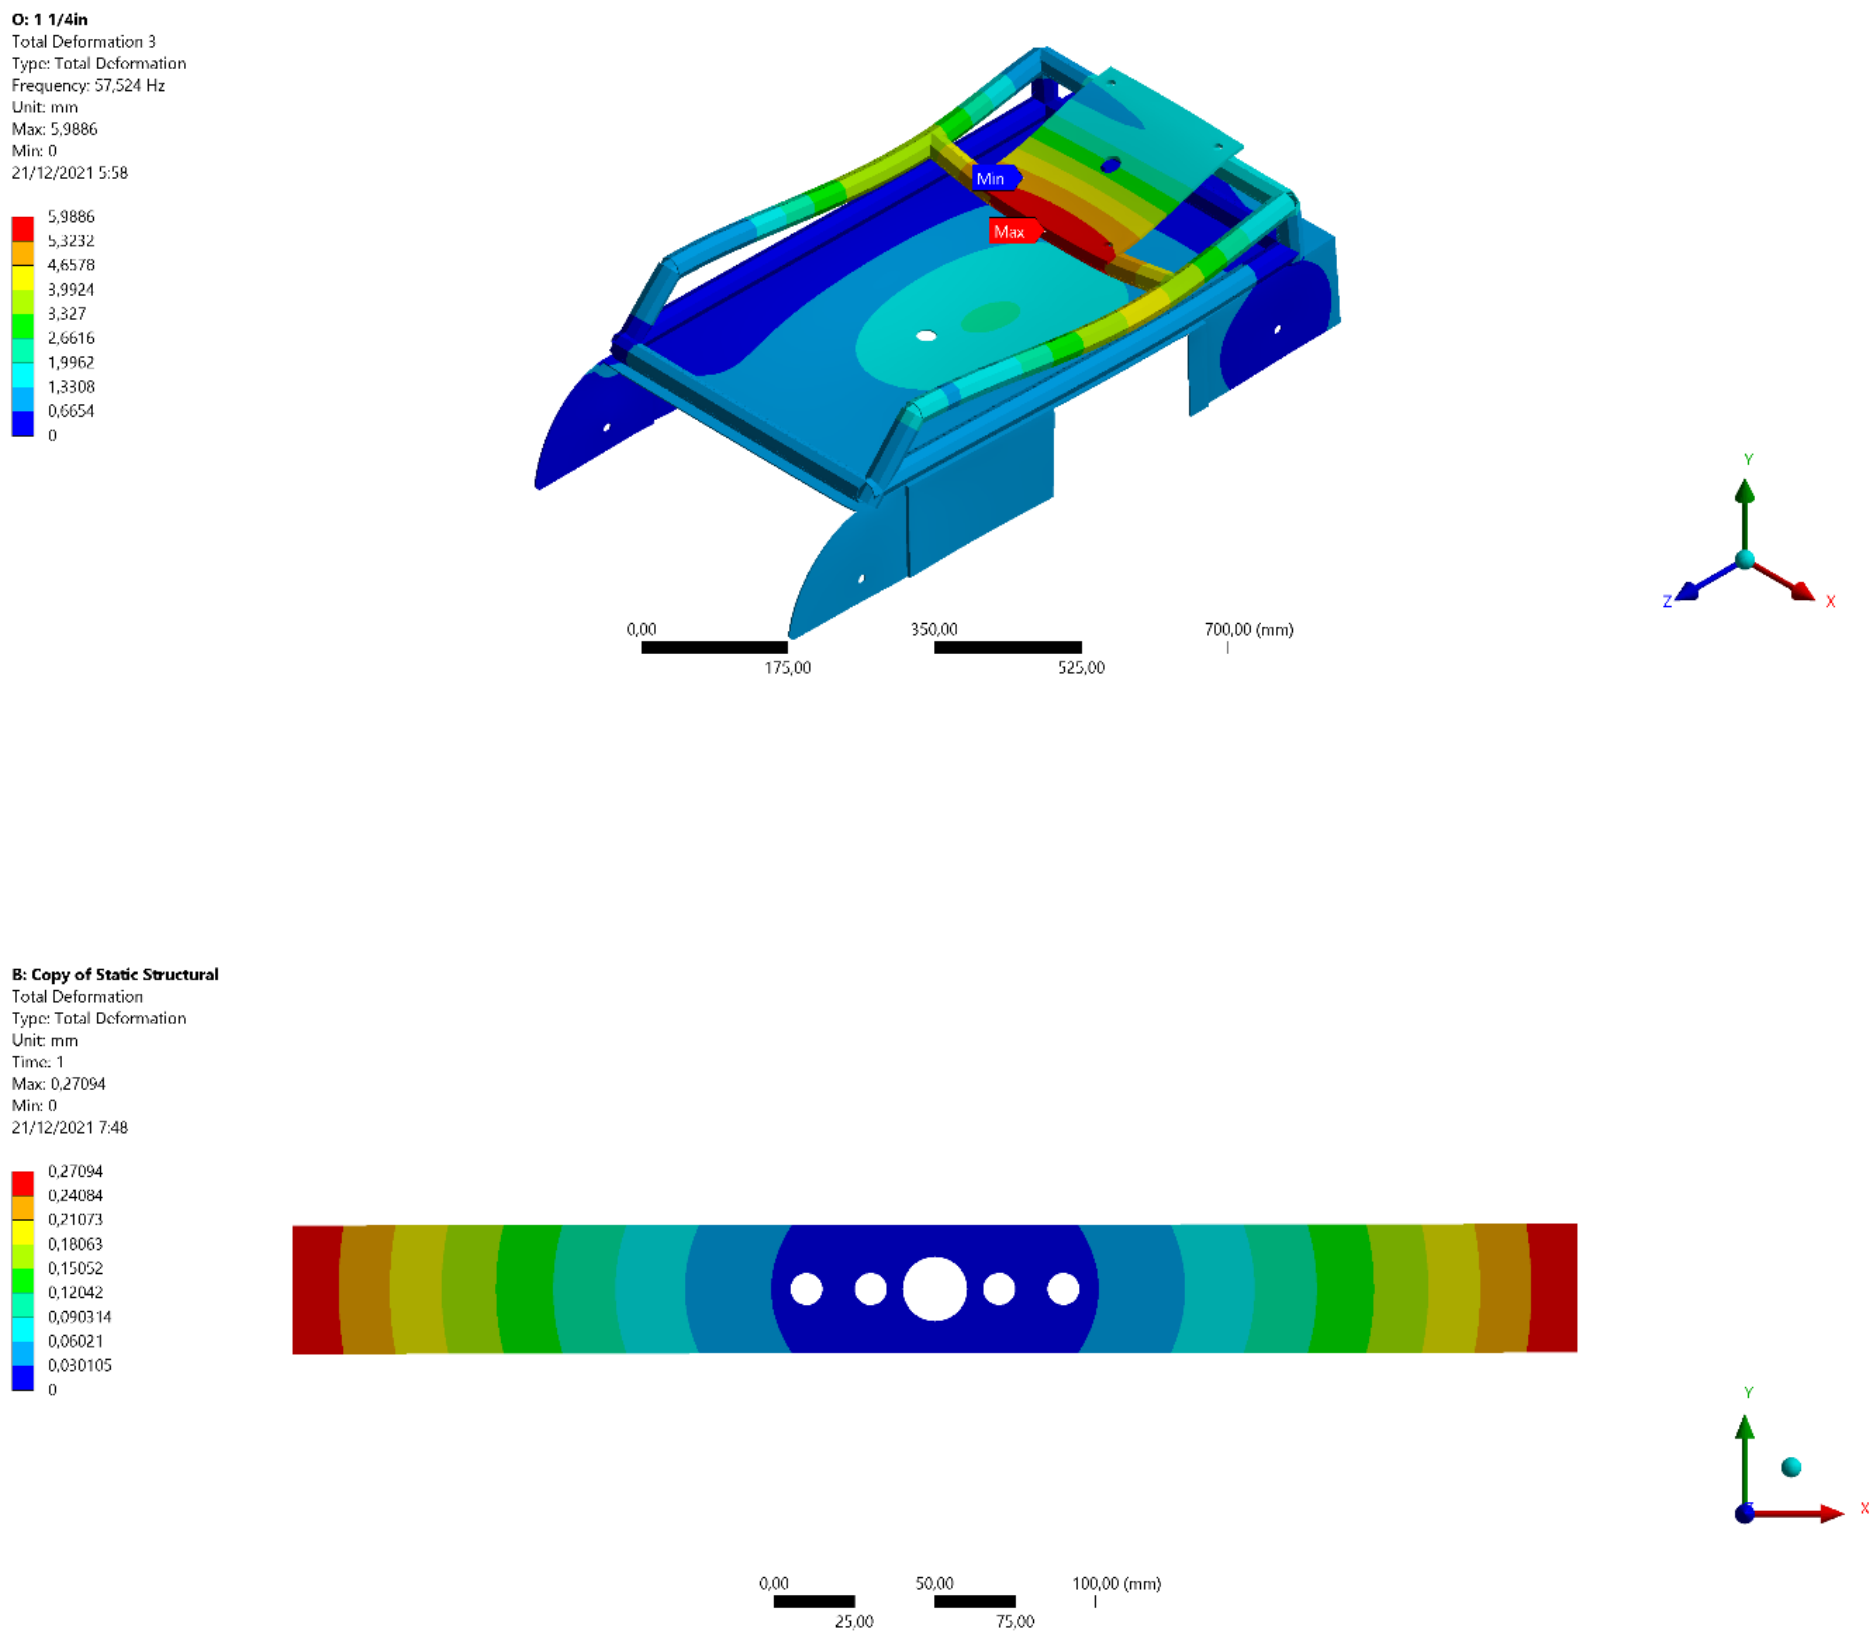 O: 1 1/4in
Total Deformation 3
Type: Total Deformation
Frequency: 57,524 Hz
Unit: mm
Max: 5,9886
Min: 0
21/12/2021 5:58
5,9886
5,3232
4,6578
3,9924
3,327
2,6616
1,9962
1,3308
0,6654
0
Min
Max
Y
Z
X
0,00
350,00
700,00 (mm)
175,00
525,00
B: Copy of Static Structural
Total Deformation
Type: Total Deformation
Unit: mm
Time: 1
Max: 0,27094
Min: 0
21/12/2021 7:48
0,27094
0,24084
0,21073
0,18063
0,15052
0,12042
0,090314
0,06021
0,030105
0
Y
Z
X
0,00
50,00
100,00 (mm)
25,00
75,00